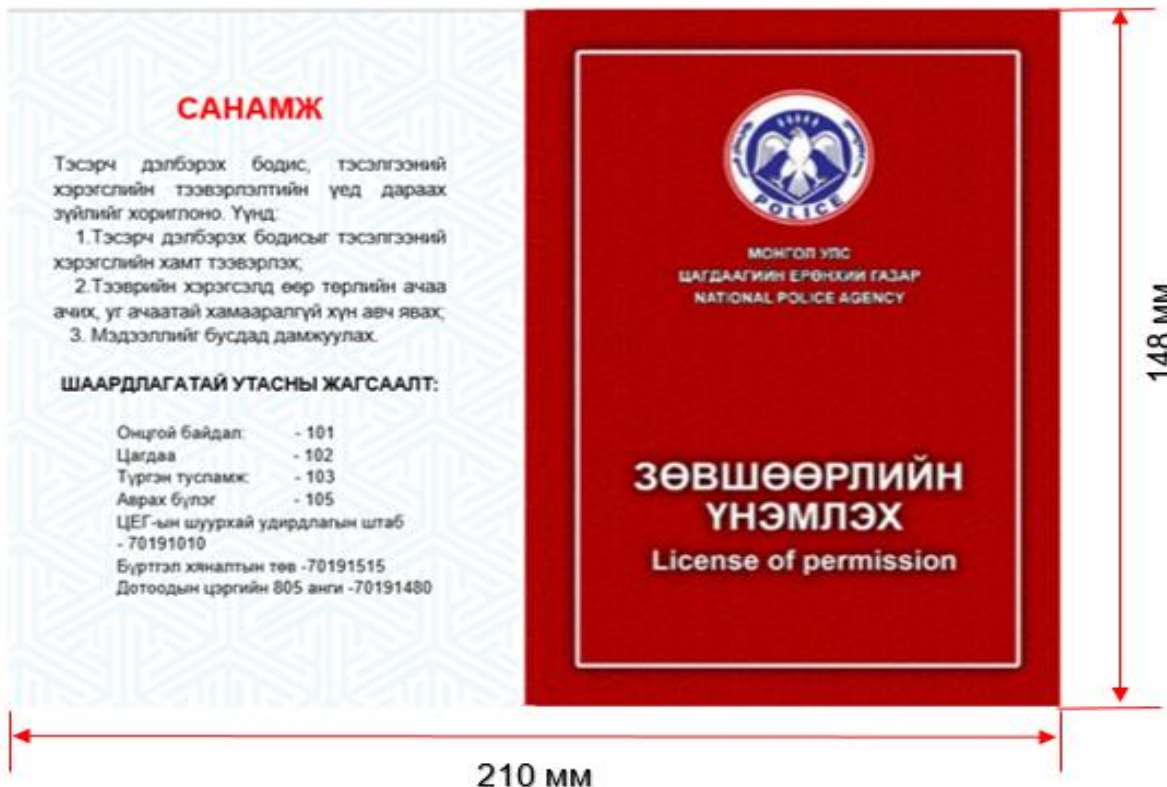 САНАМЖ
Тэсэрч дэлбэрэх бодис, тэсэлгээний
хэрэгслийн тээвэрлэлтийн үед дараах
зүйлийг хориглоно. Үүнд:
1.Тэсэрч дэлбэрэх бодисыг тэсэлгээний
хэрэгслийн хамт тээвэрлэх;
2.Тээврийн хэрэгсэлд өөр төрлийн ачаа
ачих, уг ачаатай хамааралгүй хүн авч явах;
3. Мэдээллийг бусдад дамжуулах.
ШААРДЛАГАТАЙ УТАСНЫ ЖАГСААЛТ:
Онцгой байдал: - 101
Цагдаа - 102
Түргэн тусламж: - 103
Аврах бүлэг - 105
ЦЕГ-ын шуурхай удирдлагын штаб
- 70191010
Бүртгэл хяналтын төв -70191515
Дотоодын цэргийн 805 анги -70191480
POLICE
МОНГОЛ УЛС
ЦАГДААГИЙН ЕРӨНХИЙ ГАЗАР
NATIONAL POLICE AGENCY
ЗӨВШӨӨРЛИЙН
ҮНЭМЛЭХ
License of permission
148 мм
210 мм